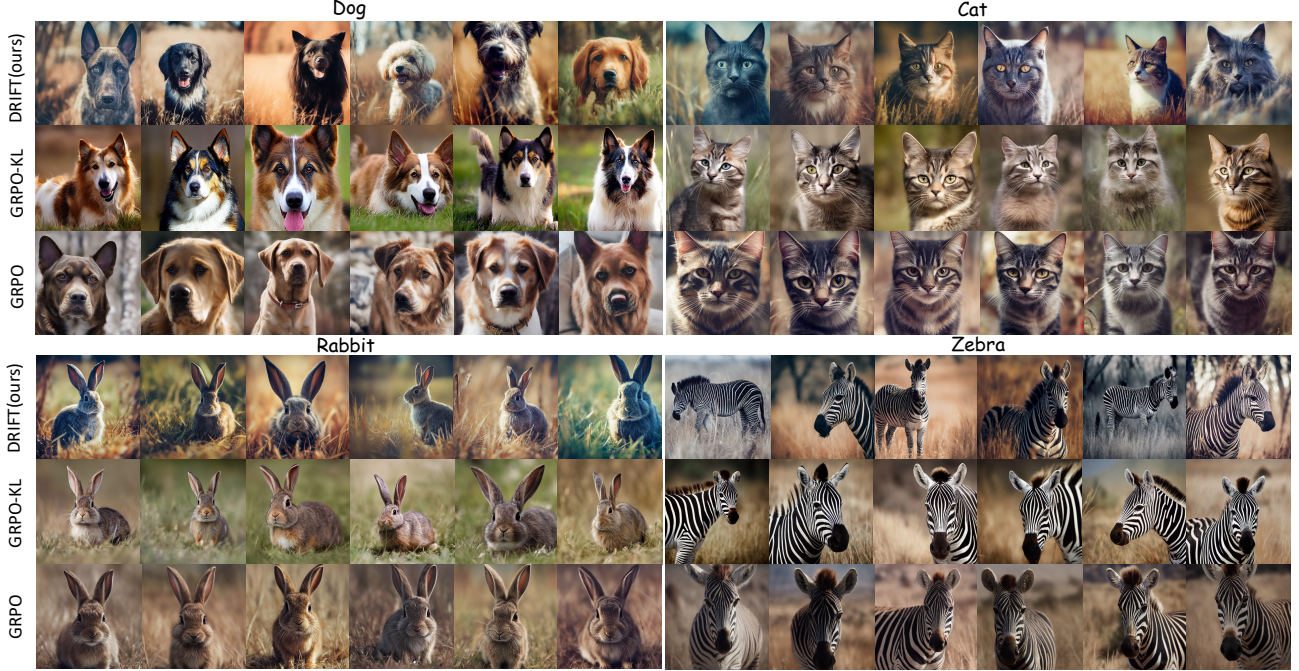 Dog
Cat
DRIFT(ours)
GRPO-KL
GRPO
Rabbit
Zebra
DRIFT(ours)
GRPO-KL
GRPO